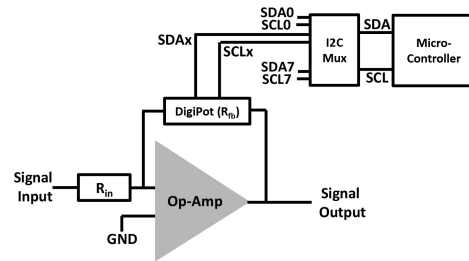 SDA0
SCL0
SDAx
SCLx
I2C
Mux
SDA
SCL
Micro-
Controller
SDA7
SCL7
DigiPot (Rfb)
Signal
Input
Rin
Op-Amp
GND
Signal
Output